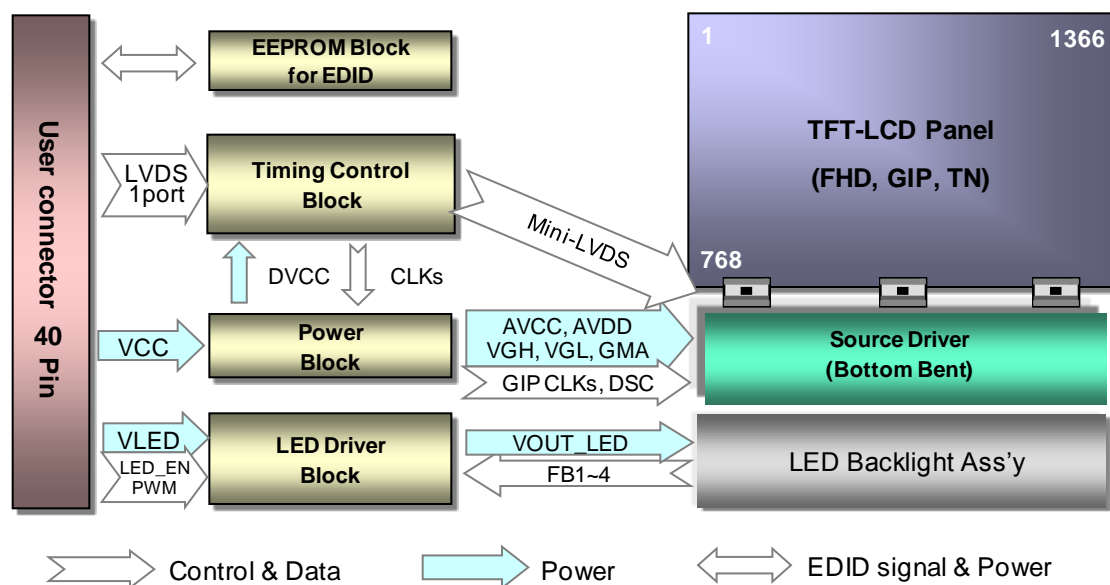 User connector
40
Pin
EEPROM Block
for EDID
LVDS
1port
Timing Control
Block
Mini-LVDS
DVCC
CLKs
VCC
Power
Block
AVCC, AVDD
VGH, VGL, GMA
GIP CLKs, DSC
VLED
LED_EN
PWM
LED Driver
Block
VOUT_LED
FB1~4
1
1366
TFT-LCD Panel
(FHD, GIP, TN)
768
Source Driver
(Bottom Bent)
LED Backlight Ass'y
Control & Data
Power
EDID signal & Power